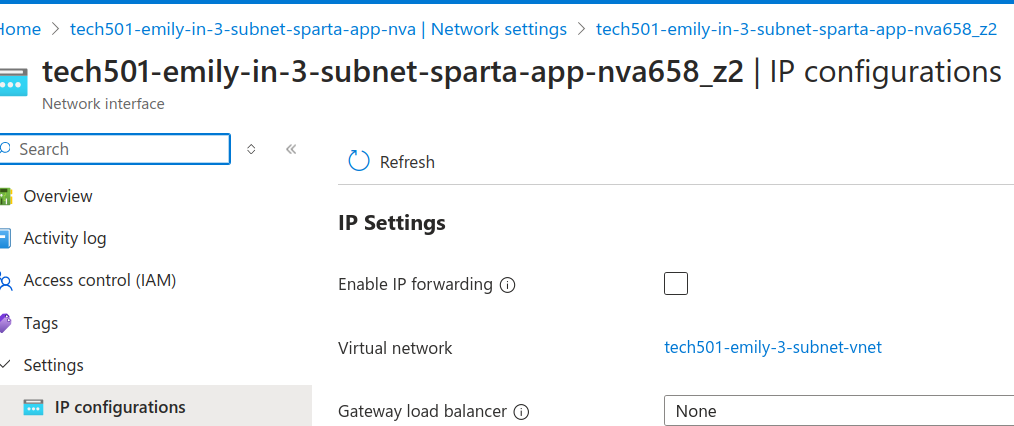 Home > tech501-emily-in-3-subnet-sparta-app-nva | Network settings > tech501-emily-in-3-subnet-sparta-app-nva658_z2
tech501-emily-in-3-subnet-sparta-app-nva658_z2 | IP configurations
Network interface
Search
Refresh
Overview
Activity log
Access control (IAM)
Tags
Settings
IP configurations
IP Settings
Enable IP forwarding
Virtual network
tech501-emily-3-subnet-vnet
Gateway load balancer
None